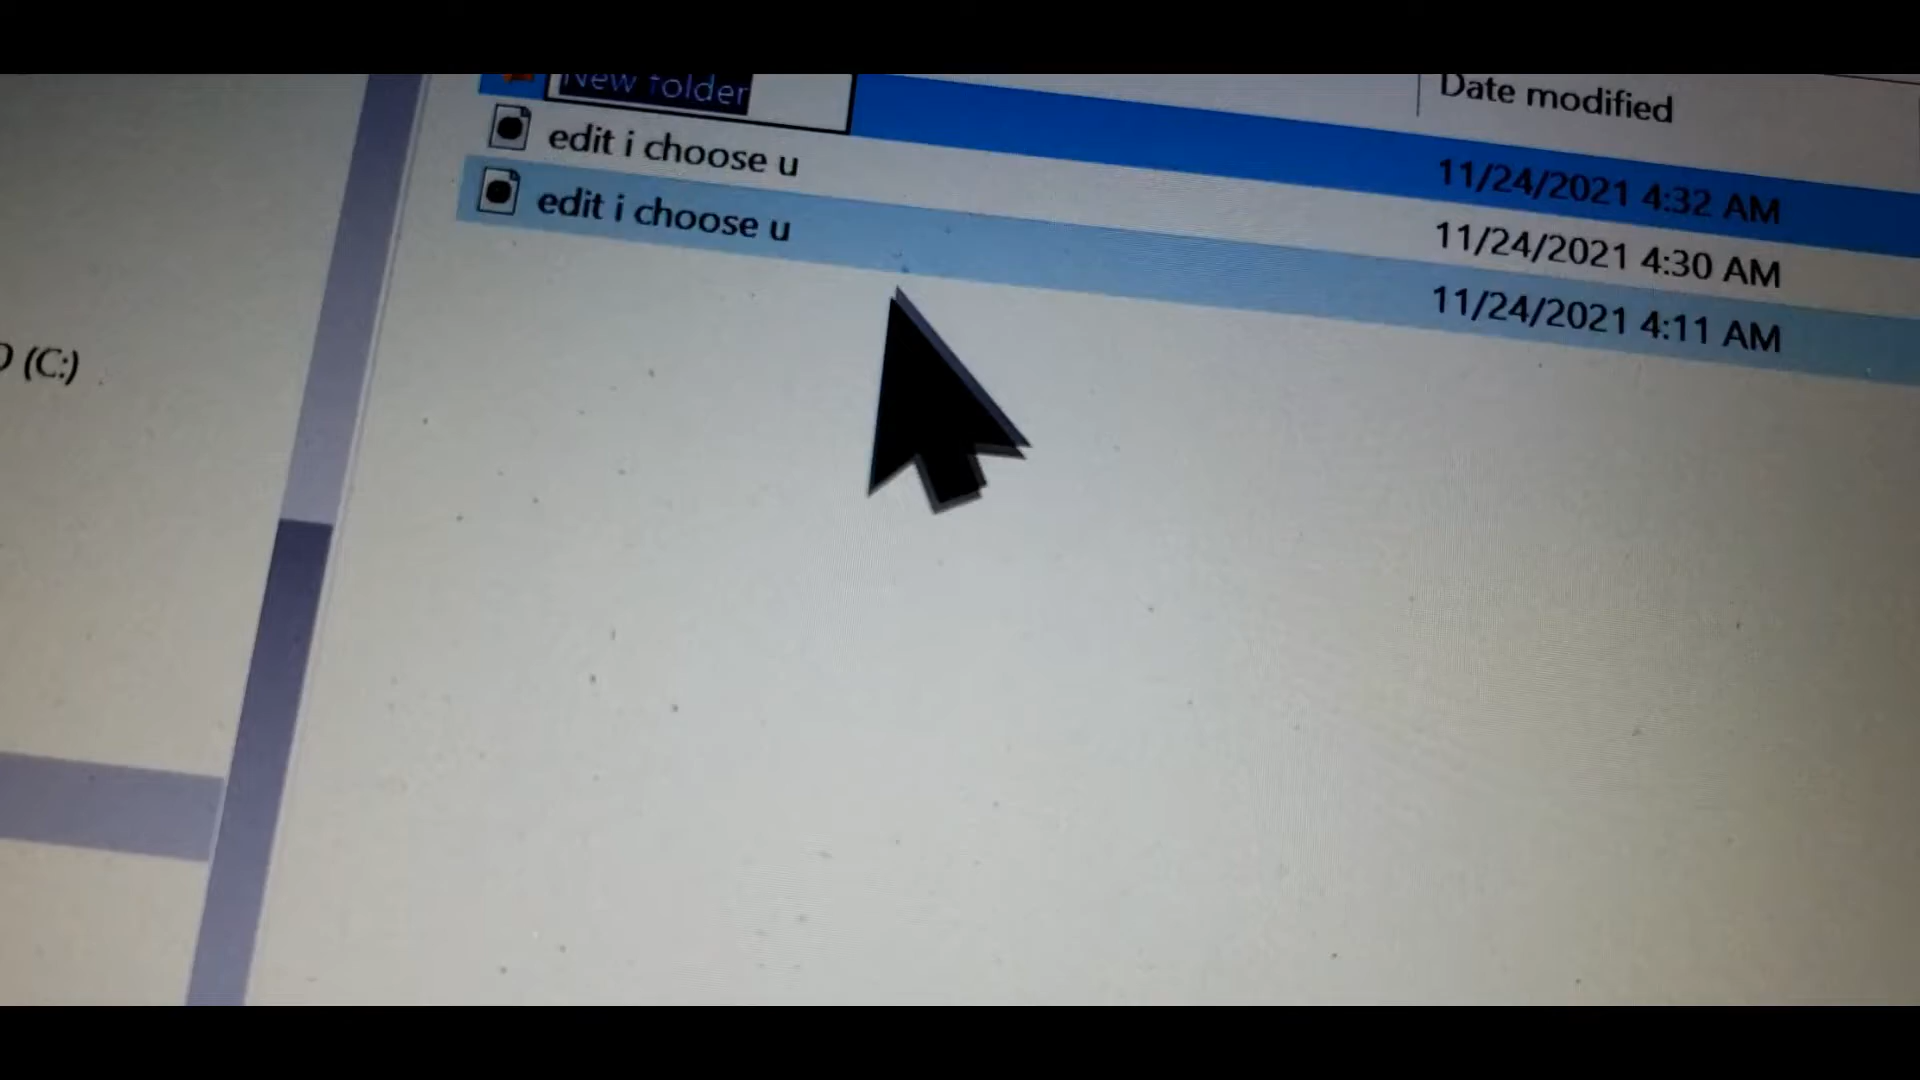 New folder
Date modified
11/24/2021 4:32 AM
edit i choose u
11/24/2021 4:30 AM
edit i choose u
11/24/2021 4:11 AM
(C:)